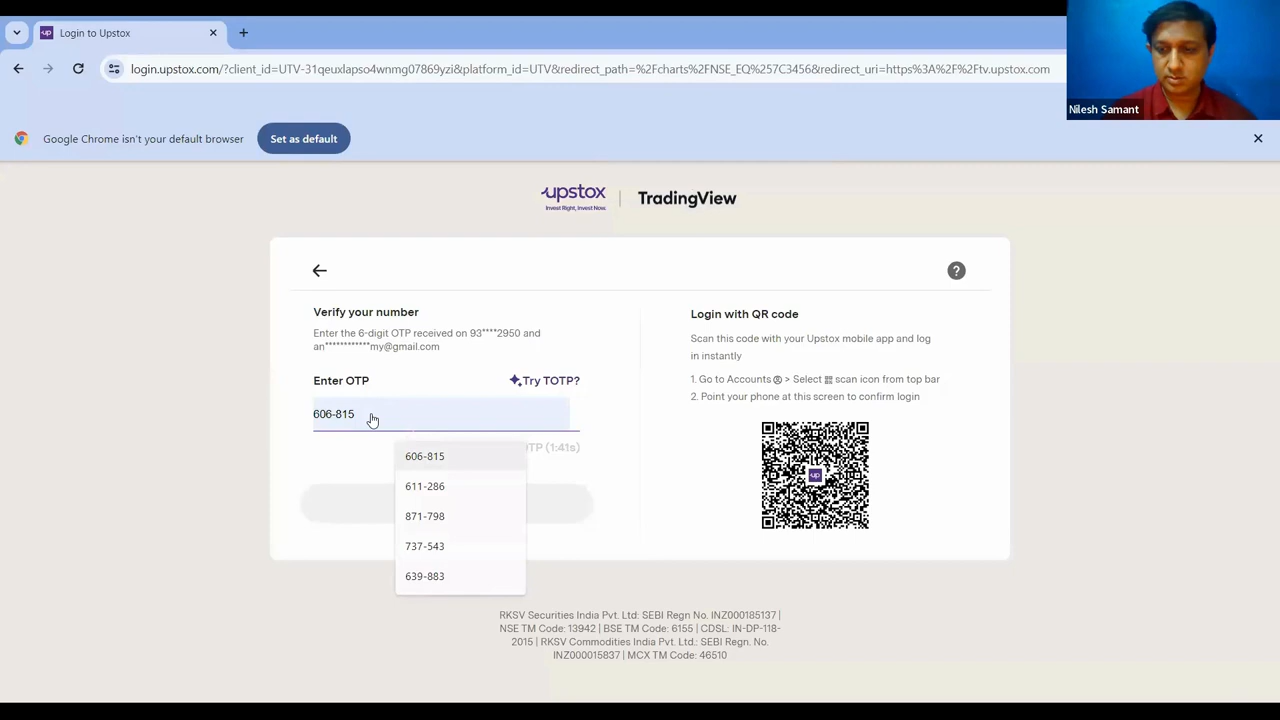 Login to Upstox
login.upstox.com/?client_id=UTV-31qeuxlapso4wnmg07869yzi&platform_id=UTV&redirect_path=%2Fcharts%2FNSE_EQ%257C3456&redirect_uri=https%3A%2F%2Ftv.upstox.com
Nilesh Samant
Google Chrome isn't your default browser
Set as default
upstox
Invest Right, Invest Now.
TradingView
Verify your number
Enter the 6-digit OTP received on 93****2950 and
an************my@gmail.com
Enter OTP
Try TOTP?
606-815
OTP (1:41s)
606-815
611-286
871-798
737-543
639-883
Login with QR code
Scan this code with your Upstox mobile app and log
in instantly
1. Go to Accounts > Select scan icon from top bar
2. Point your phone at this screen to confirm login
up
RKSV Securities India Pvt. Ltd: SEBI Regn No. INZ000185137 |
NSE TM Code: 13942 | BSE TM Code: 6155 | CDSL: IN-DP-118-
2015 | RKSV Commodities India Pvt. Ltd.: SEBI Regn. No.
INZ000015837 | MCX TM Code: 46510